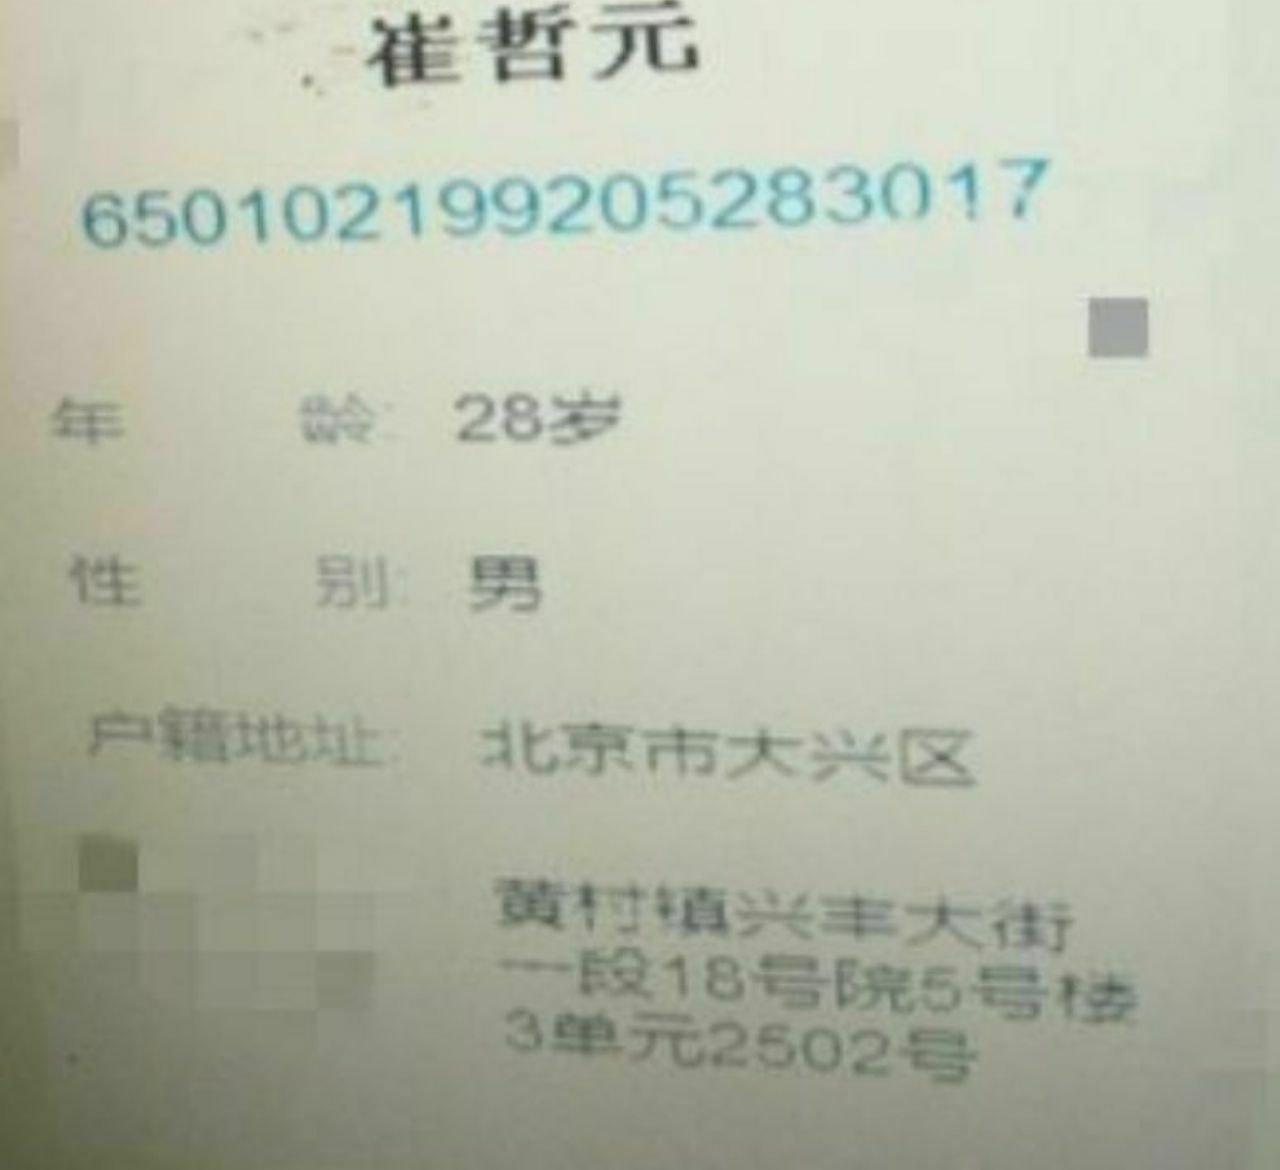 崔哲元
650102199205283017
年 龄: 28岁
性 别: 男
户籍地址: 北京市大兴区
黄村镇兴丰大街
一段18号院5号楼
3单元2502号